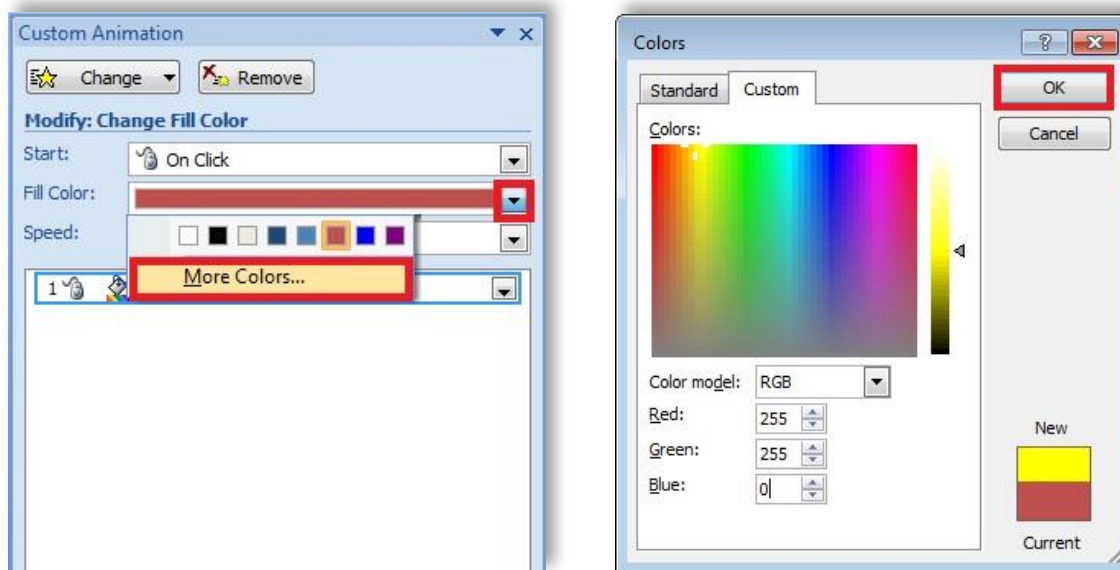 Custom Animation
Change
Remove
Modify: Change Fill Color
Start:
On Click
Fill Color:
Speed:
More Colors...
1
Colors
Standard
Custom
OK
Cancel
Colors:
Color model:
RGB
Red:
255
Green:
255
Blue:
0
New
Current